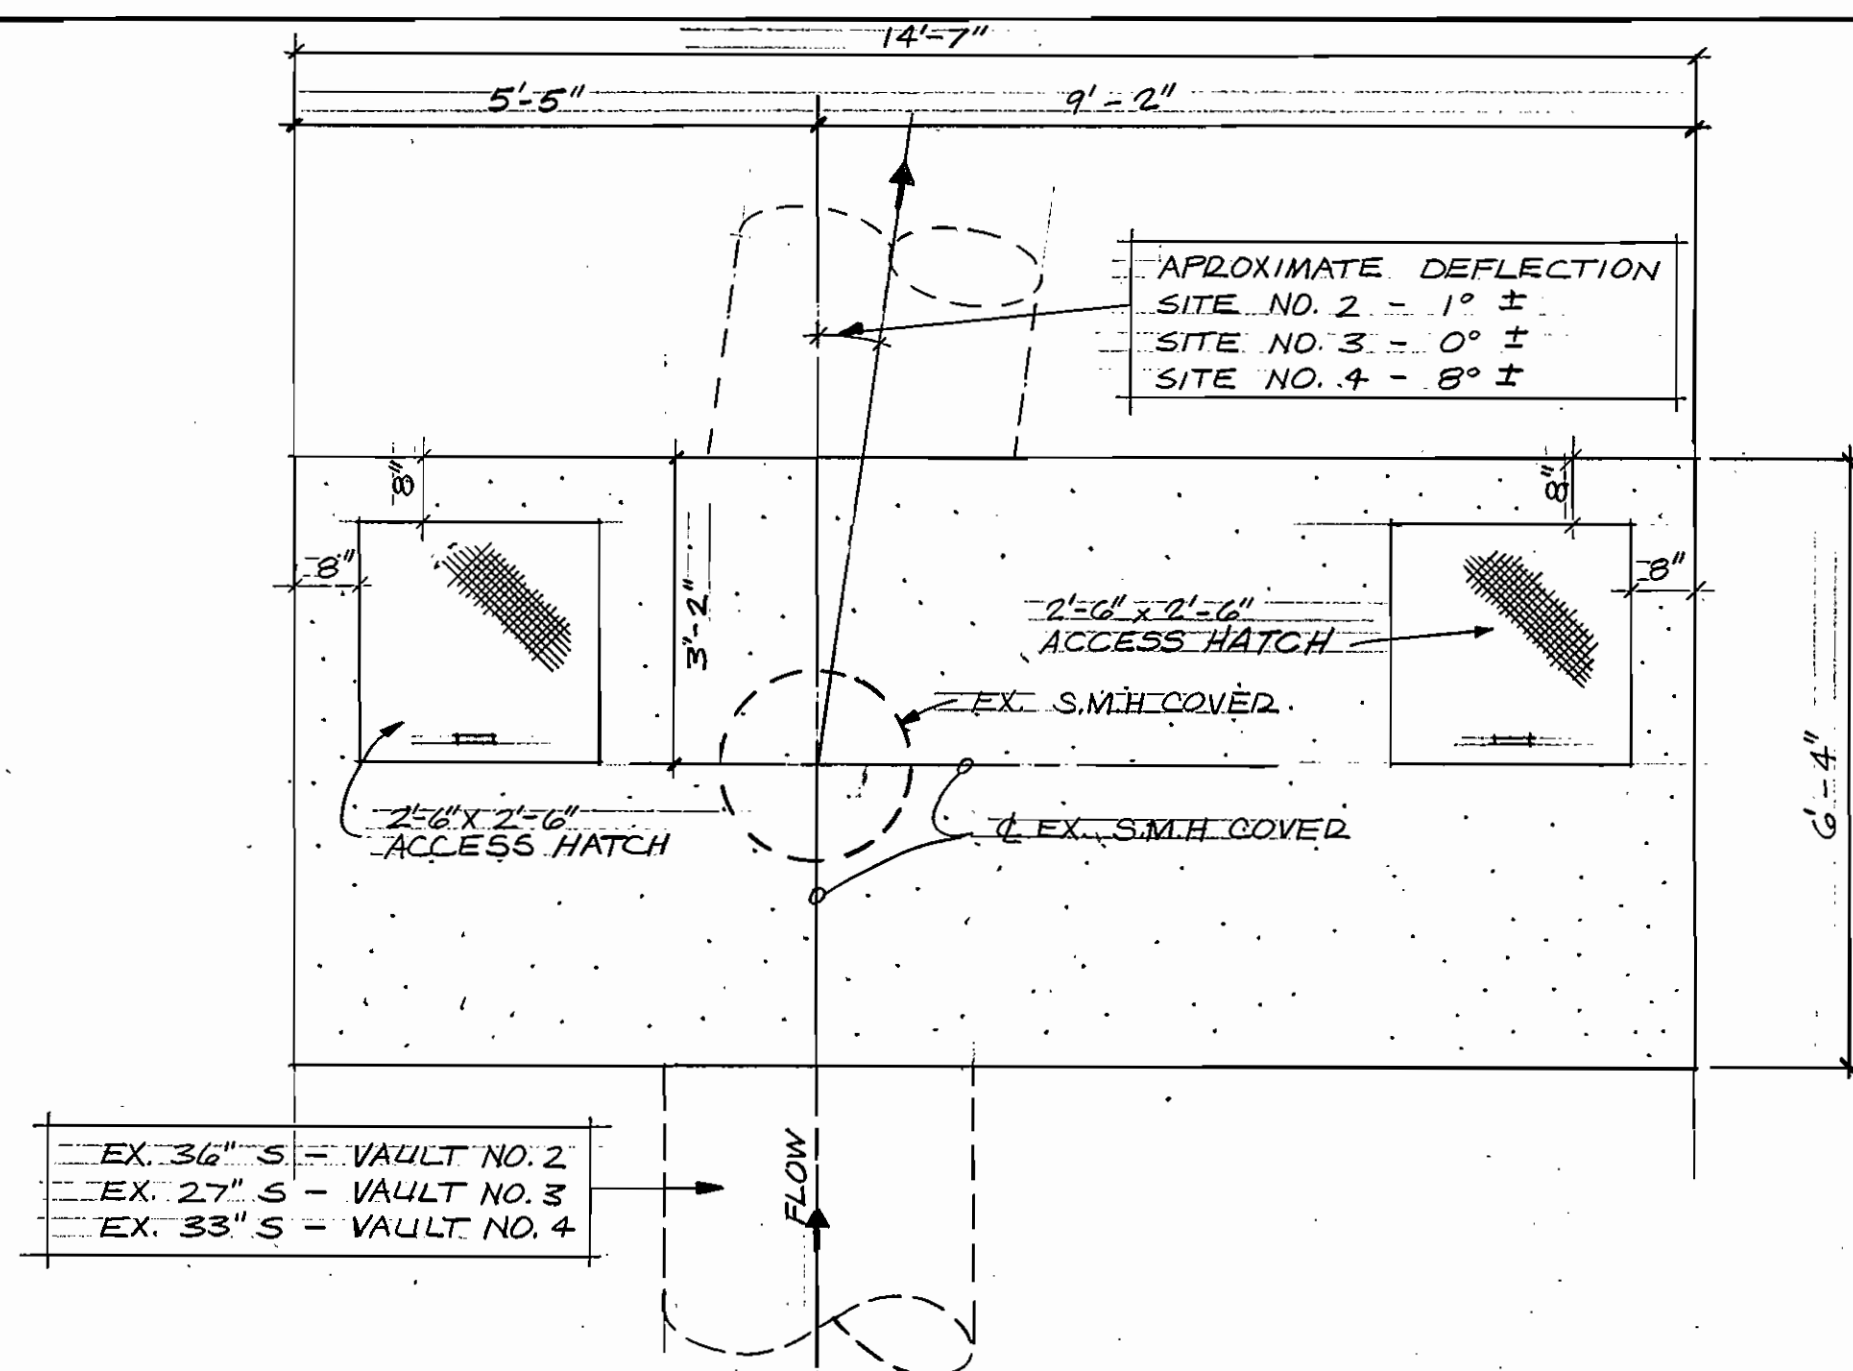 14'-7"
5'-5"
9'-2"
APROXIMATE DEFLECTION
SITE NO. 2 - 1° ±
SITE NO. 3 - 0° ±
SITE NO. 4 - 8° ±
8"
8"
8"
8"
3'-2"
2'-6" x 2'-6"
ACCESS HATCH
EX. S.M.H COVER
2'-6" X 2'-6"
ACCESS HATCH
℄ EX. S.M.H COVER
6'-4"
EX. 36" S - VAULT NO. 2
EX. 27" S - VAULT NO. 3
EX. 33" S - VAULT NO. 4
FLOW